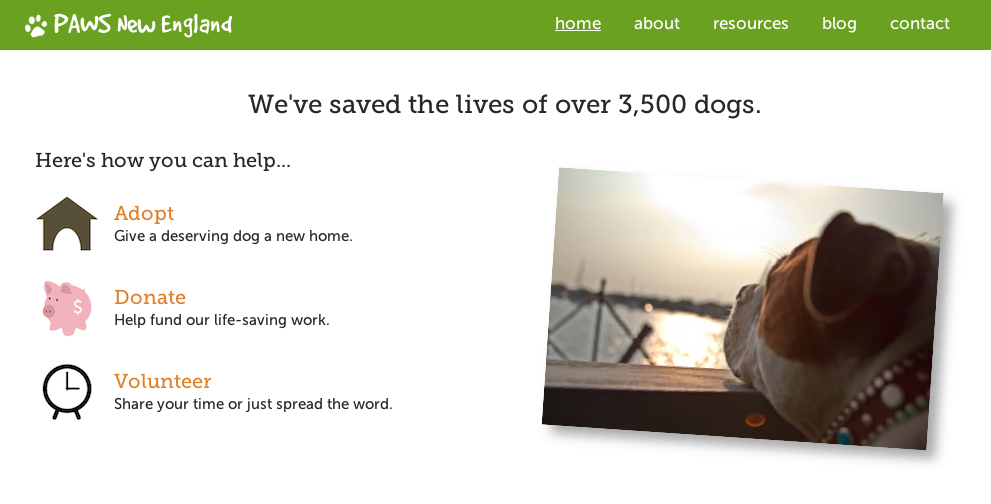 PAWS New England
home about resources blog contact
We've saved the lives of over 3,500 dogs.
Here's how you can help...
Adopt
Give a deserving dog a new home.
$
Donate
Help fund our life-saving work.
Volunteer
Share your time or just spread the word.